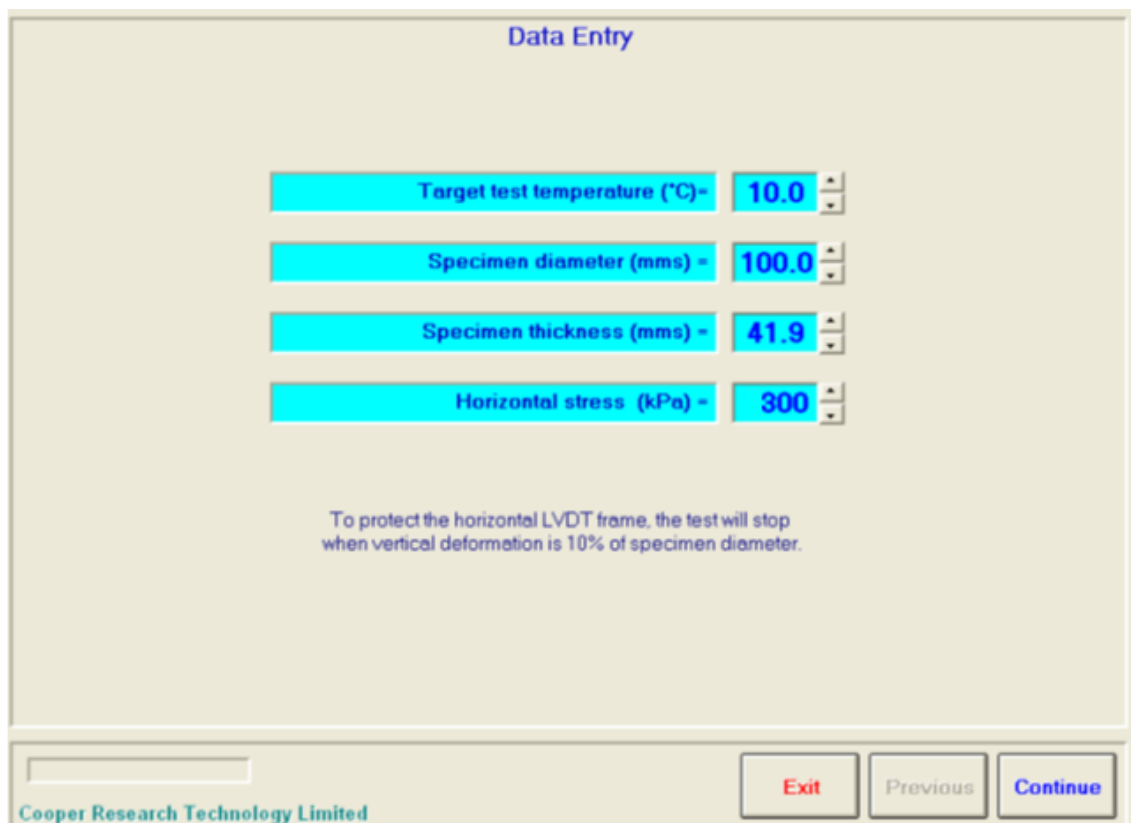 Data Entry
Target test temperature (°C)= 10.0
Specimen diameter (mms) = 100.0
Specimen thickness (mms) = 41.9
Horizontal stress (kPa) = 300
To protect the horizontal LVDT frame, the test will stop
when vertical deformation is 10% of specimen diameter.
Exit Previous Continue
Cooper Research Technology Limited